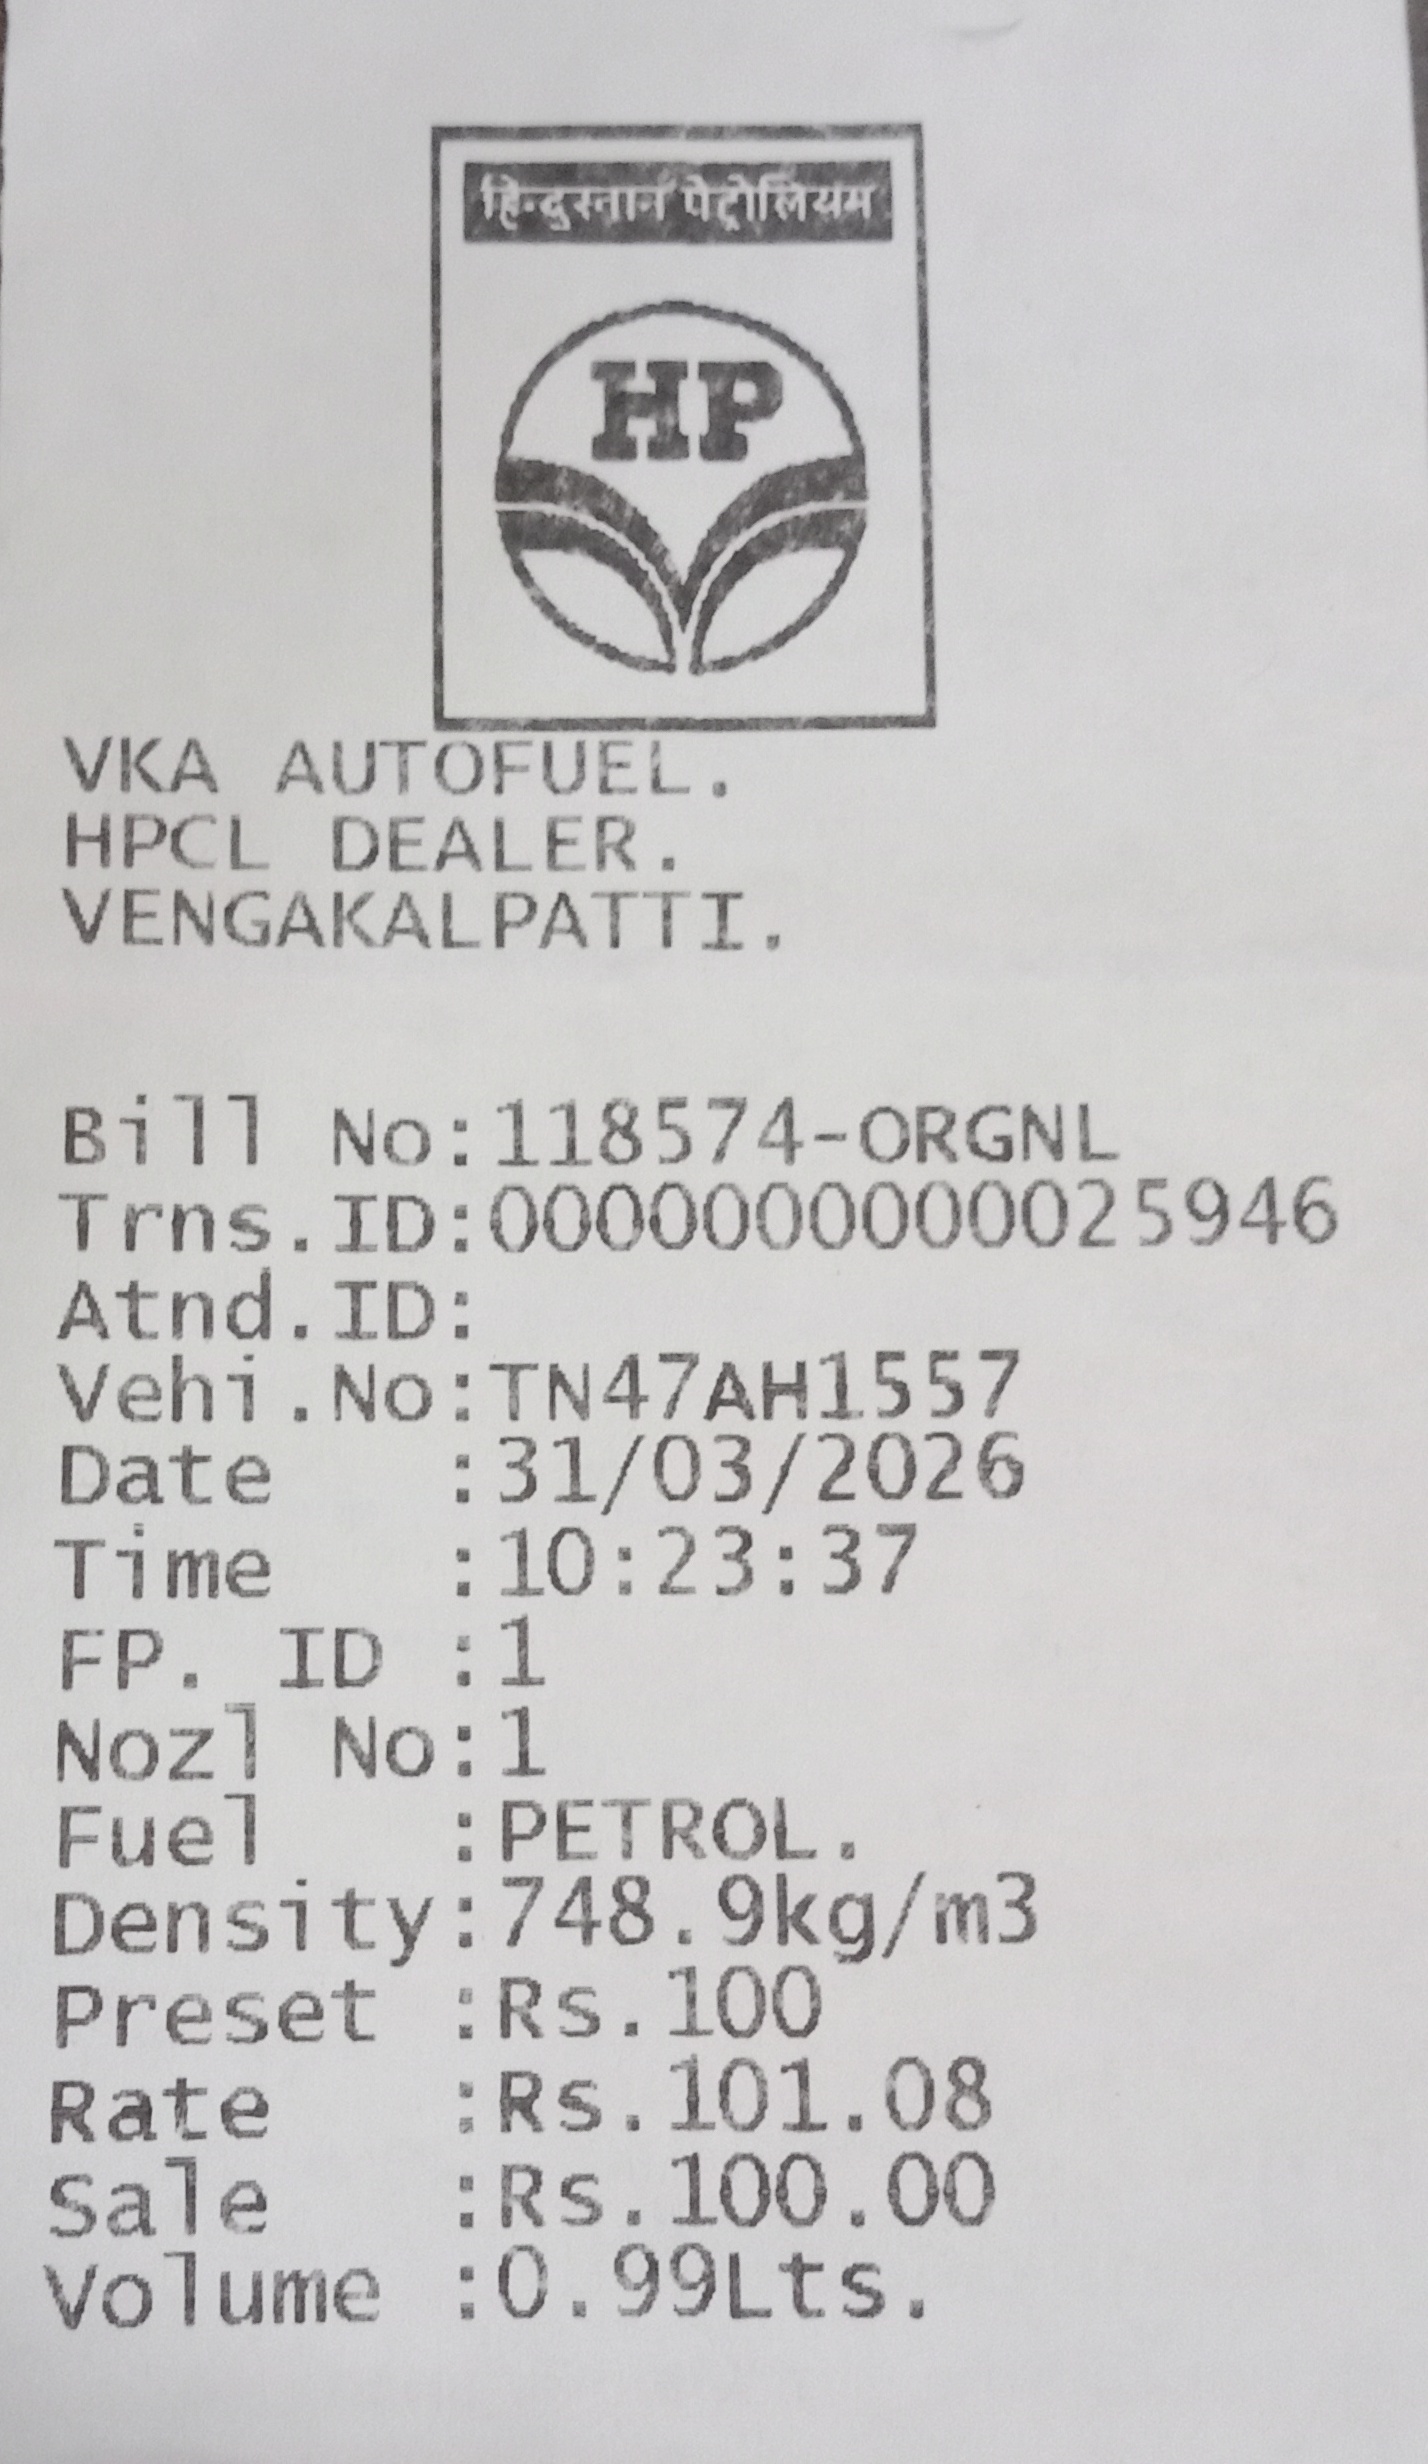 हिन्दुस्तान पेट्रोलियम
HP
VKA AUTOFUEL.
HPCL DEALER.
VENGAKALPATTI.
Bill No:118574-ORGNL
Trns.ID:0000000000025946
Atnd.ID:
Vehi.No:TN47AH1557
Date   :31/03/2026
Time   :10:23:37
FP. ID :1
Nozl No:1
Fuel   :PETROL.
Density:748.9kg/m3
Preset :Rs.100
Rate   :Rs.101.08
Sale   :Rs.100.00
Volume :0.99Lts.